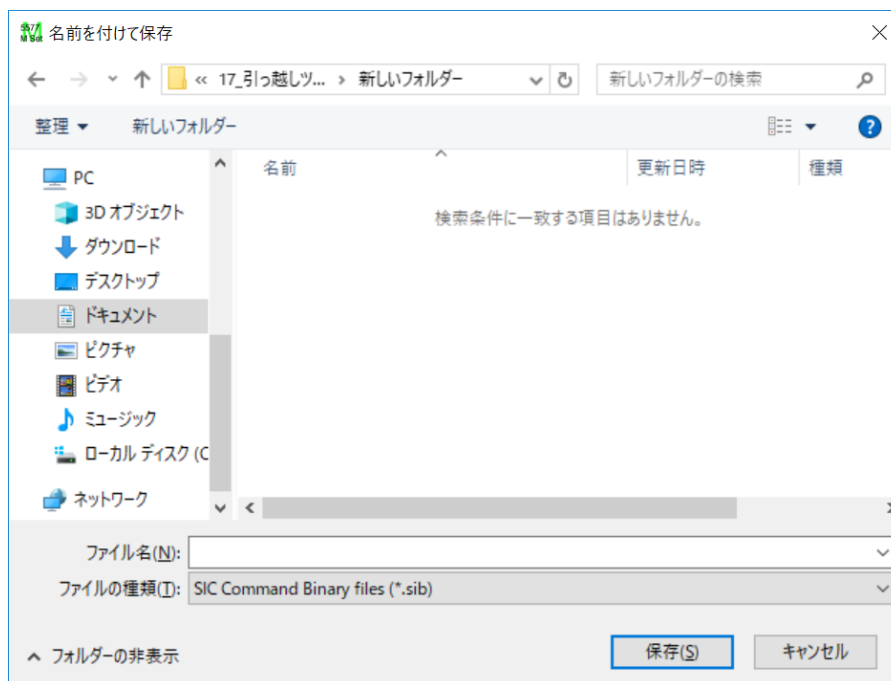 名前を付けて保存
« 17_引っ越しツ... › 新しいフォルダー 新しいフォルダーの検索
整理 新しいフォルダー
名前 更新日時 種類
検索条件に一致する項目はありません。
PC
3D オブジェクト
ダウンロード
デスクトップ
ドキュメント
ピクチャ
ビデオ
ミュージック
ローカル ディスク (C
ネットワーク
ファイル名(N):
ファイルの種類(T): SIC Command Binary files (*.sib)
フォルダーの非表示 保存(S) キャンセル